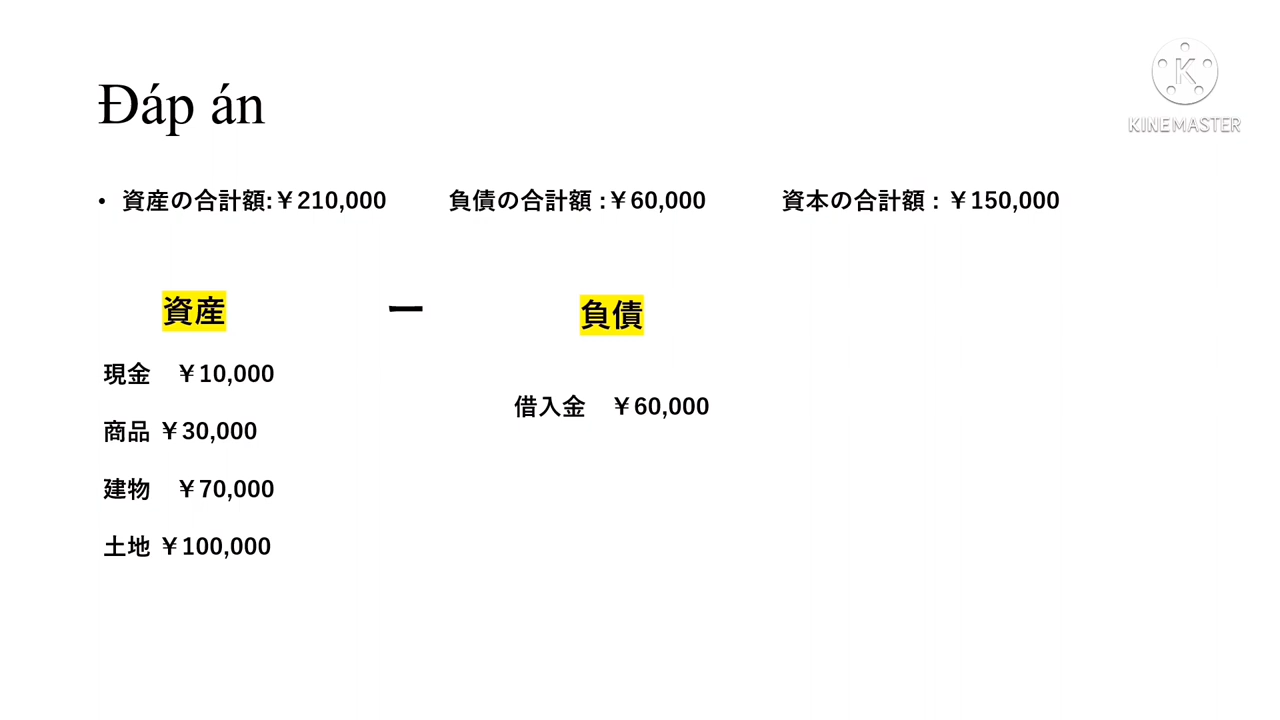 Đáp án
K
KINEMASTER
• 資産の合計額:￥210,000 負債の合計額 :￥60,000 資本の合計額 : ￥150,000
資産 ー 負債
現金 ￥10,000
借入金 ￥60,000
商品 ￥30,000
建物 ￥70,000
土地 ￥100,000